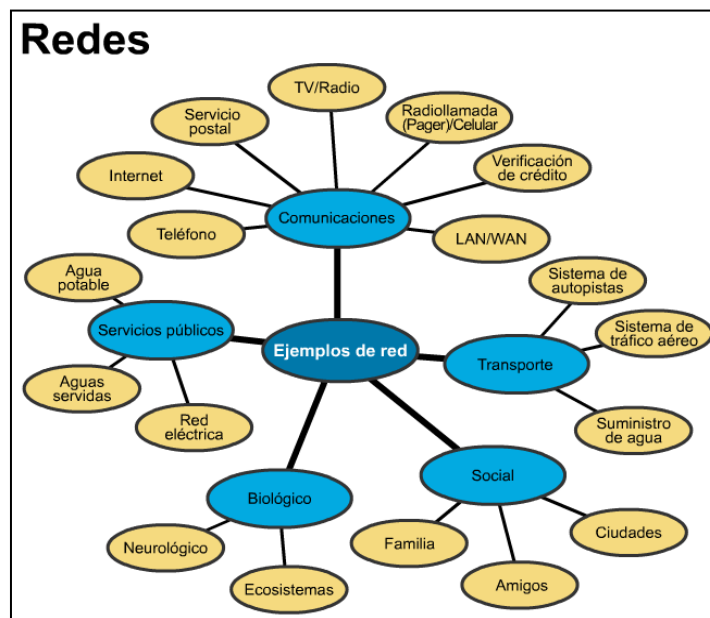 Redes
TV/Radio
Servicio
postal
Radiollamada
(Pager)/Celular
Internet
Verificación
de crédito
Comunicaciones
Teléfono
LAN/WAN
Agua
potable
Sistema de
autopistas
Servicios públicos
Sistema de
tráfico aéreo
Ejemplos de red
Transporte
Aguas
servidas
Red
eléctrica
Suministro
de agua
Social
Biológico
Ciudades
Familia
Neurológico
Amigos
Ecosistemas